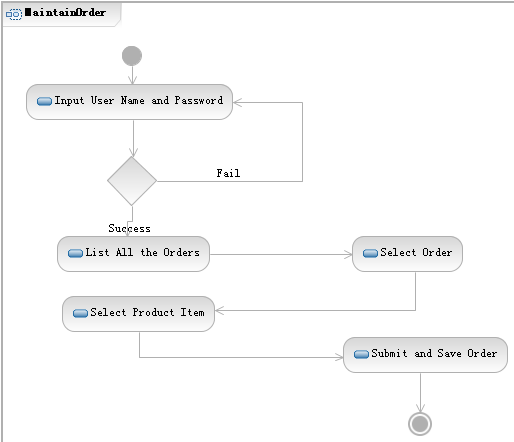 MaintainOrder
Input User Name and Password
Fail
Success
List All the Orders
Select Order
Select Product Item
Submit and Save Order